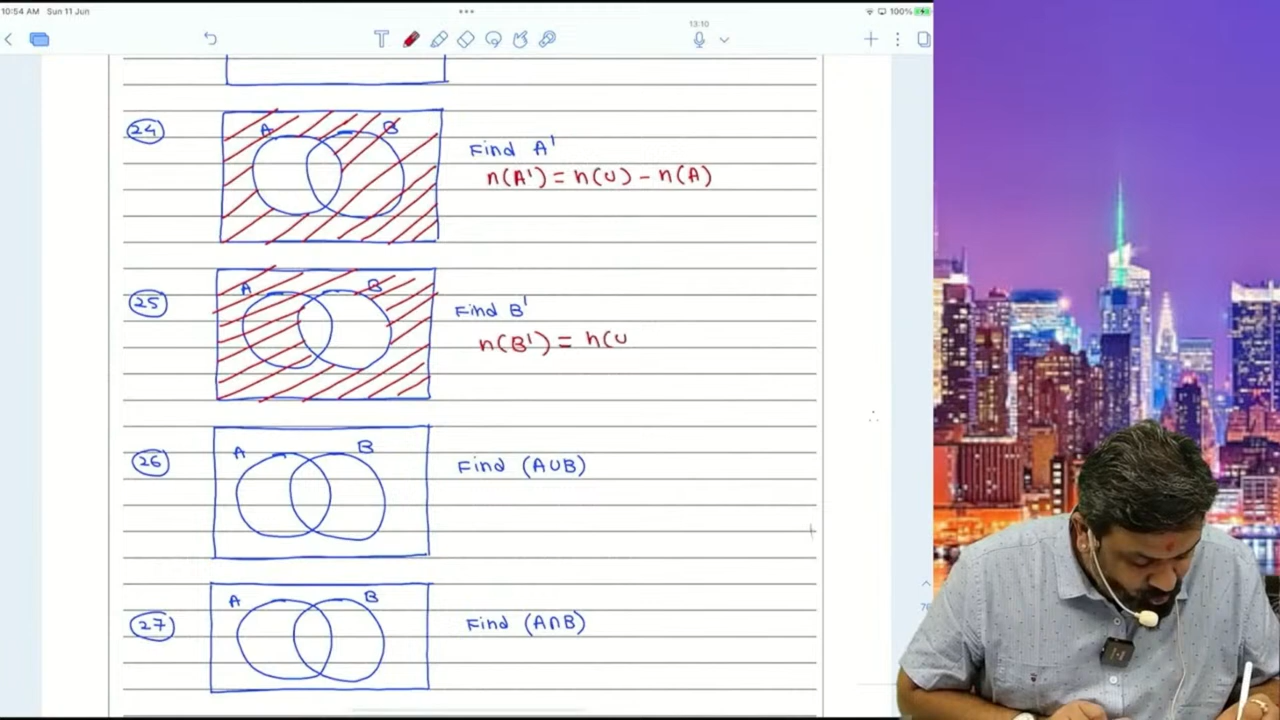 10:54 AM Sun 11 Jun
100%
13:10
T
24
A B
Find A'
n(A') = n(U) - n(A)
25
A B
Find B'
n(B') = n(U
26
A B
Find (A∪B)
27
A B
Find (A∩B)